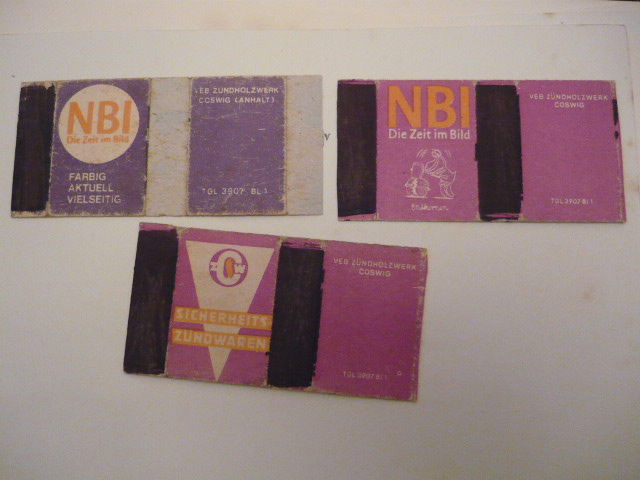 NBI
Die Zeit im Bild
FARBIG
AKTUELL
VIELSEITIG
VEB ZÜNDHOLZWERK
COSWIG (ANHALT)
TGL 3907 BL 1
NBI
Die Zeit im Bild
VEB ZÜNDHOLZWERK
COSWIG
TGL 3907 Bl 1
ZCW
SICHERHEITS-
ZÜNDWAREN
VEB ZÜNDHOLZWERK
COSWIG
TGL 3907 Bl 1